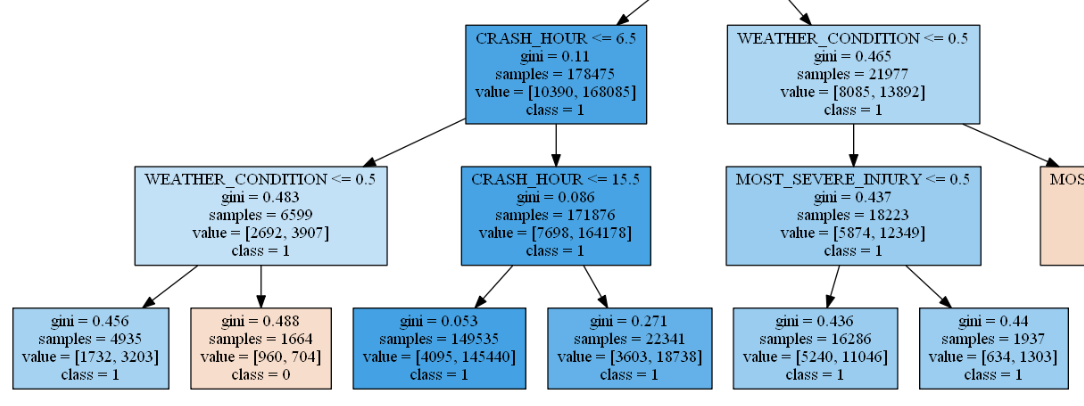 CRASH_HOUR <= 6.5
gini = 0.11
samples = 178475
value = [10390, 168085]
class = 1
WEATHER_CONDITION <= 0.5
gini = 0.465
samples = 21977
value = [8085, 13892]
class = 1
WEATHER_CONDITION <= 0.5
gini = 0.483
samples = 6599
value = [2692, 3907]
class = 1
CRASH_HOUR <= 15.5
gini = 0.086
samples = 171876
value = [7698, 164178]
class = 1
MOST_SEVERE_INJURY <= 0.5
gini = 0.437
samples = 18223
value = [5874, 12349]
class = 1
MOS
gini = 0.456
samples = 4935
value = [1732, 3203]
class = 1
gini = 0.488
samples = 1664
value = [960, 704]
class = 0
gini = 0.053
samples = 149535
value = [4095, 145440]
class = 1
gini = 0.271
samples = 22341
value = [3603, 18738]
class = 1
gini = 0.436
samples = 16286
value = [5240, 11046]
class = 1
gini = 0.44
samples = 1937
value = [634, 1303]
class = 1